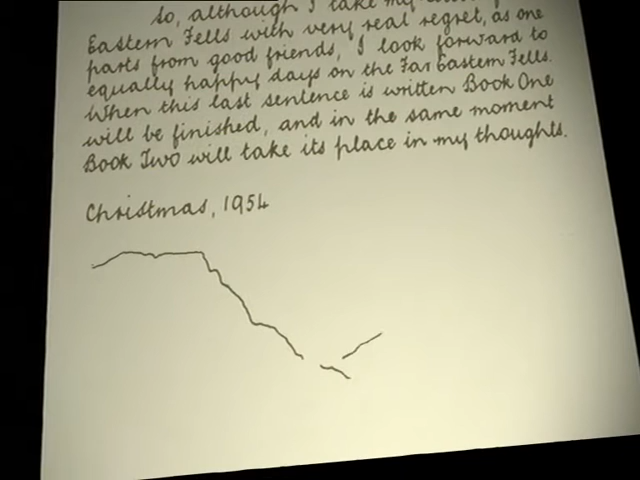 So, although I take my
Eastern Fells with very real regret, as one
parts from good friends, I look forward to
equally happy days on the Far Eastern Fells.
When this last sentence is written Book One
will be finished, and in the same moment
Book Two will take its place in my thoughts.
Christmas, 1954